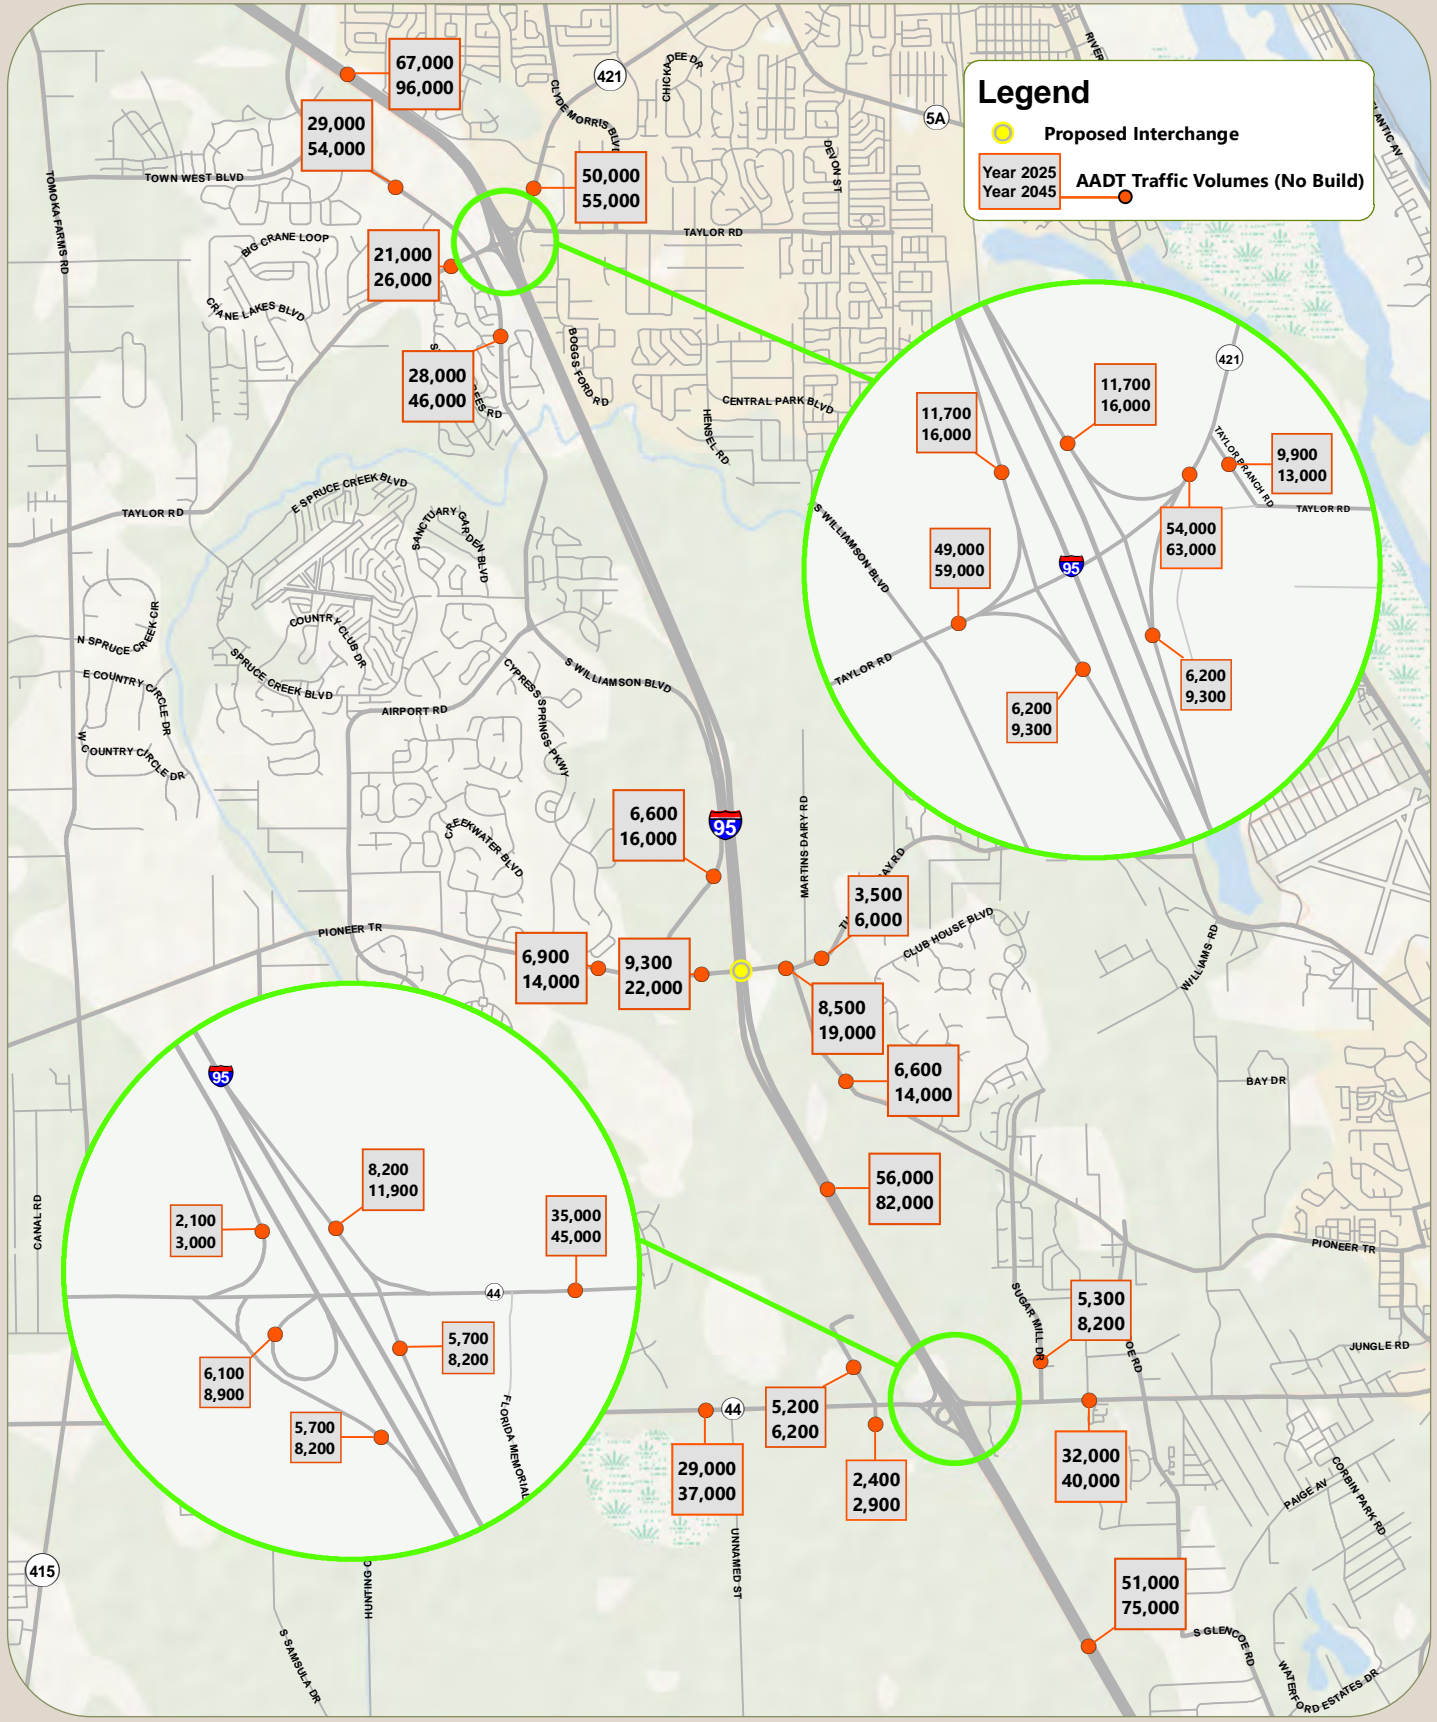 67,000
96,000
29,000
54,000
421
CHICKADEE DR
CLYDE MORRIS BLVD
5A
DEVON ST
RIVER
ATLANTIC AV
Legend
Proposed Interchange
Year 2025
Year 2045
AADT Traffic Volumes (No Build)
TOWN WEST BLVD
TOMOKA FARMS RD
50,000
55,000
TAYLOR RD
BIG CRANE LOOP
21,000
26,000
CRANE LAKES BLVD
28,000
46,000
EES RD
BOGGS FORD RD
CENTRAL PARK BLVD
HENSEL RD
421
11,700
16,000
11,700
16,000
TAYLOR BRANCH RD
9,900
13,000
TAYLOR RD
54,000
63,000
S WILLIAMSON BLVD
49,000
59,000
95
TAYLOR RD
6,200
9,300
6,200
9,300
E SPRUCE CREEK BLVD
TAYLOR RD
SANCTUARY GARDEN BLVD
COUNTRY CLUB DR
N SPRUCE CREEK CIR
SPRUCE CREEK BLVD
E COUNTRY CIRCLE DR
W COUNTRY CIRCLE DR
AIRPORT RD
CYPRESS SPRINGS PKWY
S WILLIAMSON BLVD
CREEKWATER BLVD
6,600
16,000
95
MARTINS DAIRY RD
BAY RD
3,500
6,000
CLUB HOUSE BLVD
WILLIAMS RD
PIONEER TR
6,900
14,000
9,300
22,000
8,500
19,000
6,600
14,000
BAY DR
95
8,200
11,900
2,100
3,000
35,000
45,000
44
6,100
8,900
5,700
8,200
5,700
8,200
FLORIDA MEMORIAL
CANAL RD
56,000
82,000
PIONEER TR
SUGAR MILL DR
5,300
8,200
OE RD
JUNGLE RD
5,200
6,200
44
29,000
37,000
2,400
2,900
32,000
40,000
CORBIN PARK RD
PAIGE AV
UNNAMED ST
415
HUNTING C
S SAMSULA DR
51,000
75,000
S GLENCOE RD
WATERFORD ESTATES DR